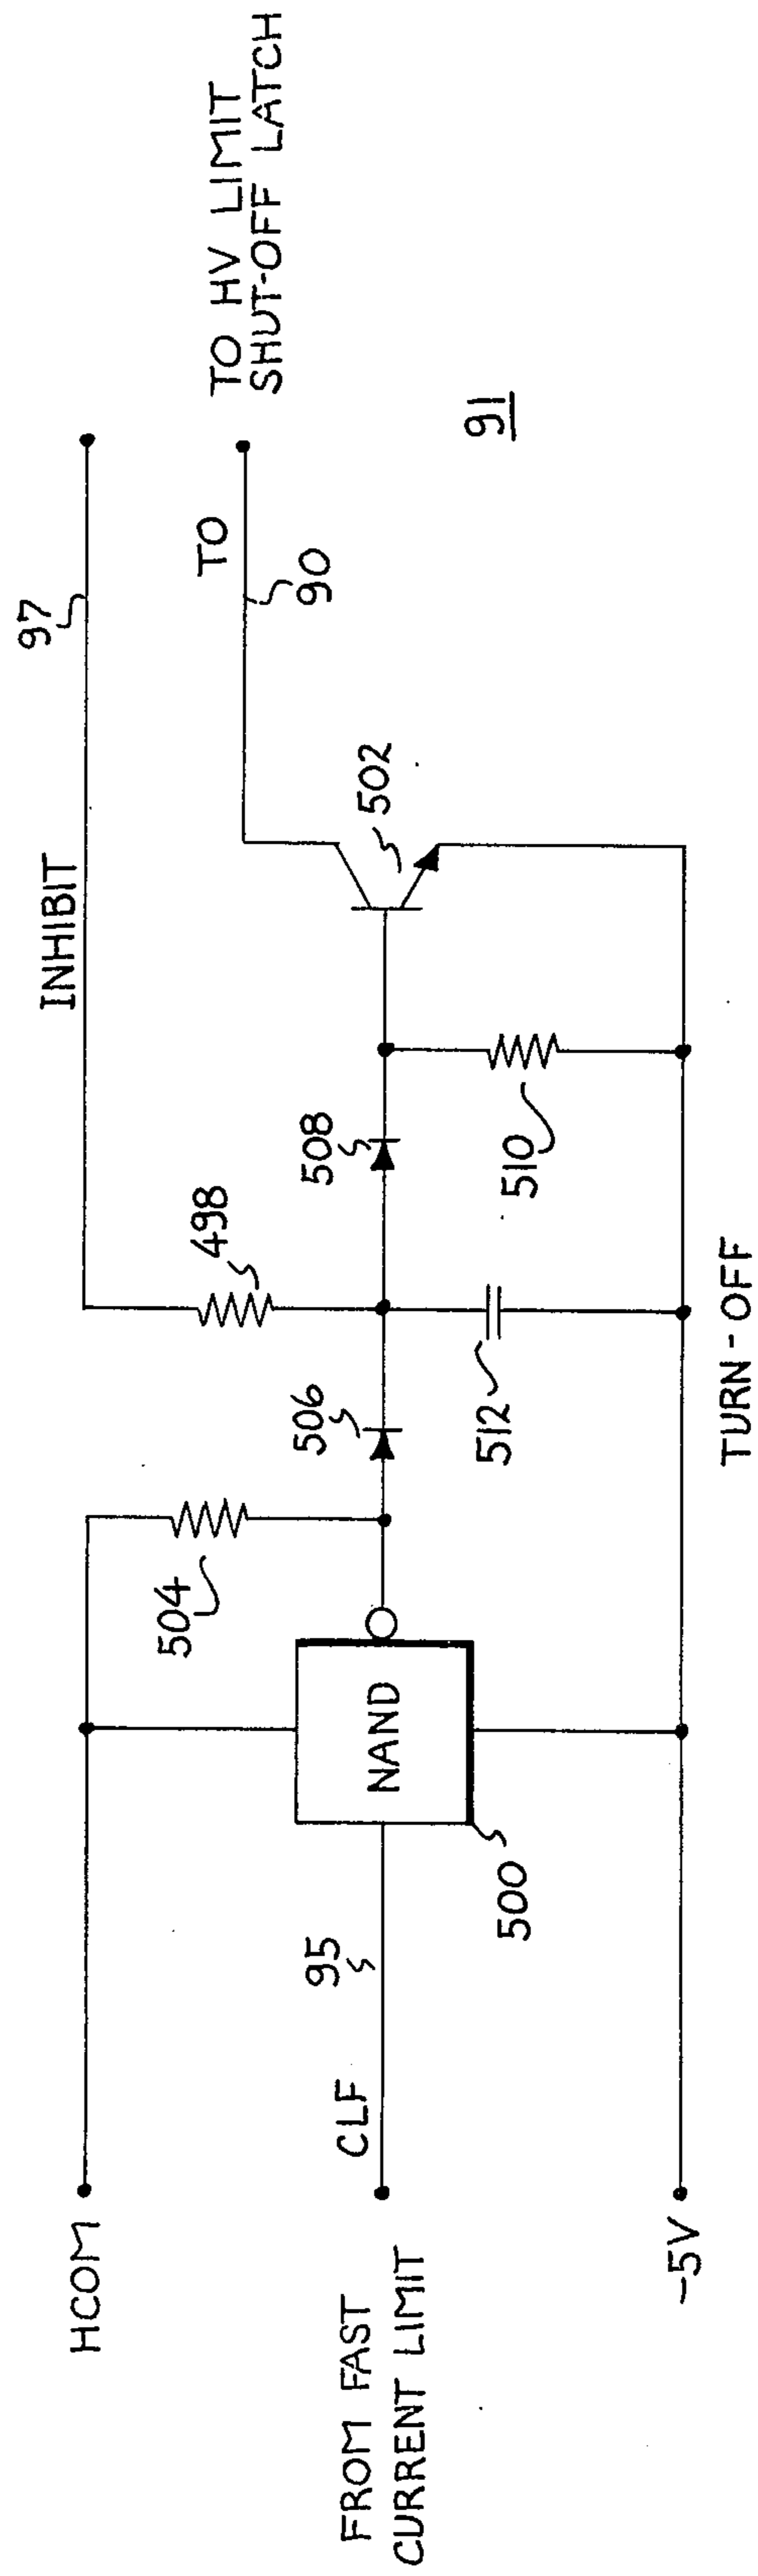 INHIBIT
97
TO HV LIMIT
SHUT-OFF LATCH
HCOM
504
498
TO
90
506
508
502
91
FROM FAST
CURRENT LIMIT
CLF
95
NAND
500
512
510
-5V
TURN-OFF